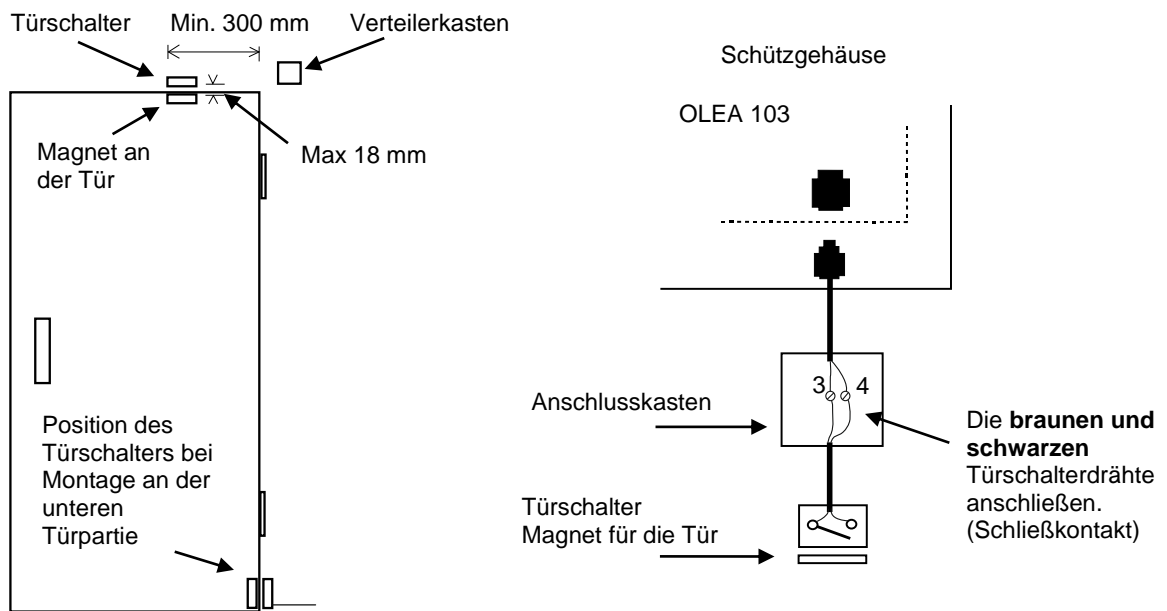 Türschalter
Min. 300 mm
Verteilerkasten
Magnet an
der Tür
Max 18 mm
Position des
Türschalters bei
Montage an der
unteren
Türpartie
Schützgehäuse
OLEA 103
3
4
Anschlusskasten
Die braunen und
schwarzen
Türschalterdrähte
anschließen.
(Schließkontakt)
Türschalter
Magnet für die Tür